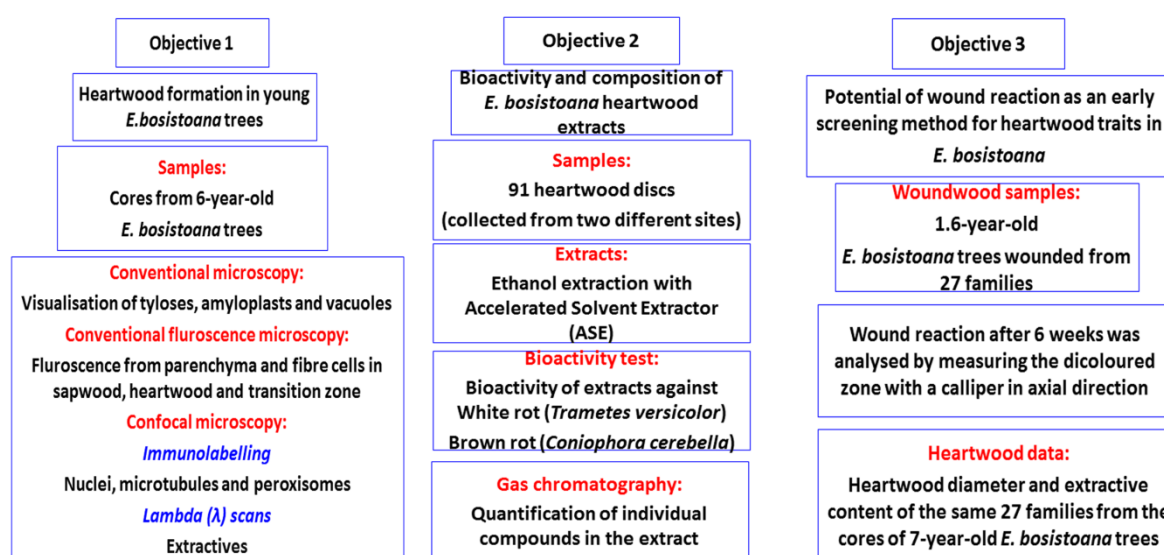 Objective 1
Heartwood formation in young
E.bosistoana trees
Samples:
Cores from 6-year-old
E. bosistoana trees
Conventional microscopy:
Visualisation of tyloses, amyloplasts and vacuoles
Conventional fluroscence microscopy:
Fluroscence from parenchyma and fibre cells in
sapwood, heartwood and transition zone
Confocal microscopy:
Immunolabelling
Nuclei, microtubules and peroxisomes
Lambda (λ) scans
Extractives
Objective 2
Bioactivity and composition of
E. bosistoana heartwood
extracts
Samples:
91 heartwood discs
(collected from two different sites)
Extracts:
Ethanol extraction with
Accelerated Solvent Extractor
(ASE)
Bioactivity test:
Bioactivity of extracts against
White rot (Trametes versicolor)
Brown rot (Coniophora cerebella)
Gas chromatography:
Quantification of individual
compounds in the extract
Objective 3
Potential of wound reaction as an early
screening method for heartwood traits in
E. bosistoana
Woundwood samples:
1.6-year-old
E. bosistoana trees wounded from
27 families
Wound reaction after 6 weeks was
analysed by measuring the dicoloured
zone with a calliper in axial direction
Heartwood data:
Heartwood diameter and extractive
content of the same 27 families from the
cores of 7-year-old E. bosistoana trees